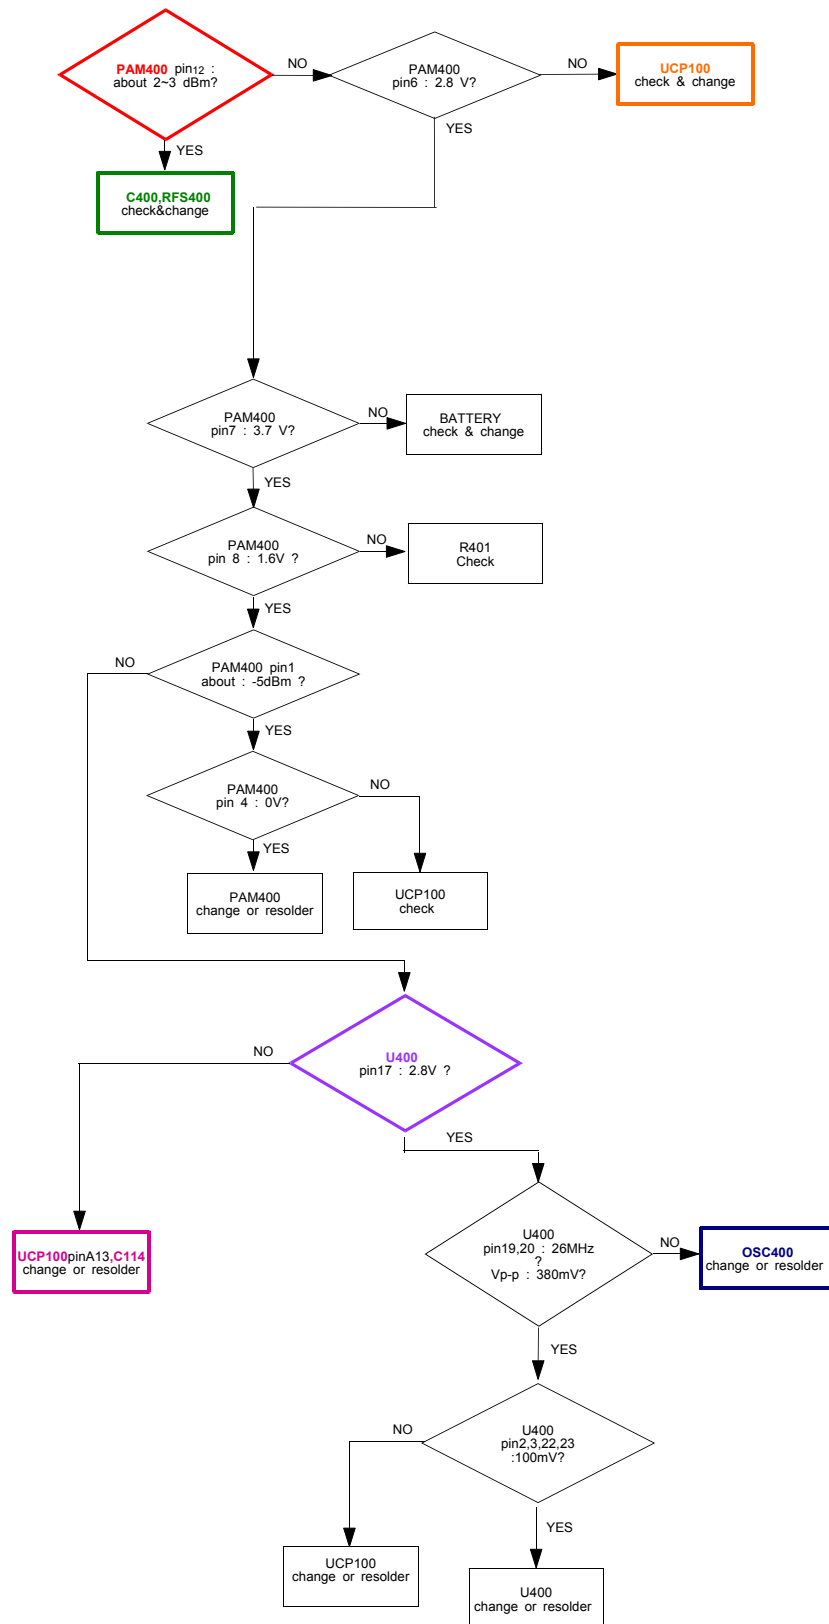 PAM400 pin12 :
about 2~3 dBm?
NO
PAM400
pin6 : 2.8 V?
NO
UCP100
check & change
YES
YES
C400,RFS400
check&change
PAM400
pin7 : 3.7 V?
NO
BATTERY
check & change
YES
PAM400
pin 8 : 1.6V ?
NO
R401
Check
YES
NO
PAM400 pin1
about : -5dBm ?
YES
PAM400
pin 4 : 0V?
NO
YES
PAM400
change or resolder
UCP100
check
NO
U400
pin17 : 2.8V ?
YES
UCP100pinA13,C114
change or resolder
U400
pin19,20 : 26MHz
?
Vp-p : 380mV?
NO
OSC400
change or resolder
YES
NO
U400
pin2,3,22,23
:100mV?
YES
UCP100
change or resolder
U400
change or resolder